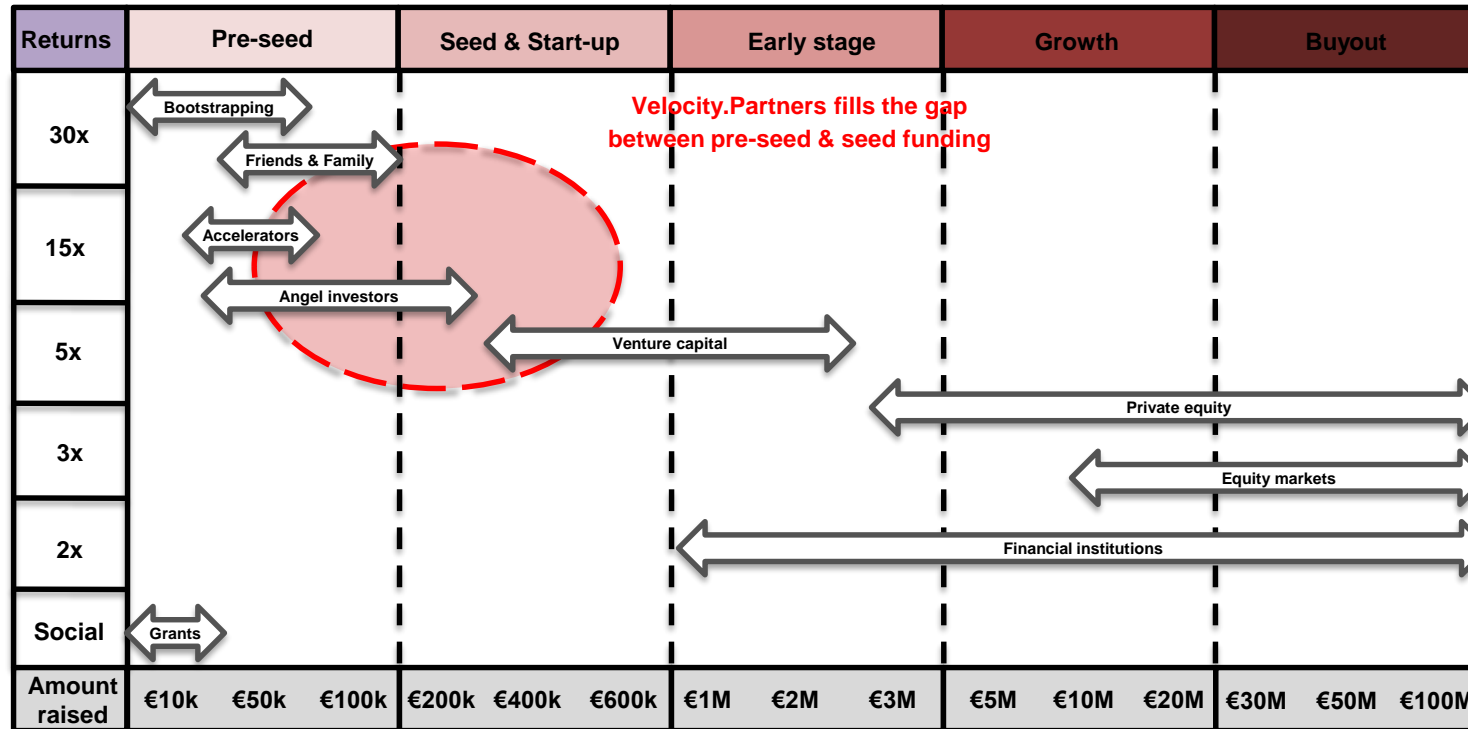 Returns
Pre-seed
Seed & Start-up
Early stage
Growth
Buyout
30x
Bootstrapping
Velocity.Partners fills the gap
between pre-seed & seed funding
Friends & Family
15x
Accelerators
Angel investors
5x
Venture capital
Private equity
3x
Equity markets
2x
Financial institutions
Social
Grants
Amount
raised
€10k €50k €100k €200k €400k €600k €1M €2M €3M €5M €10M €20M €30M €50M €100M